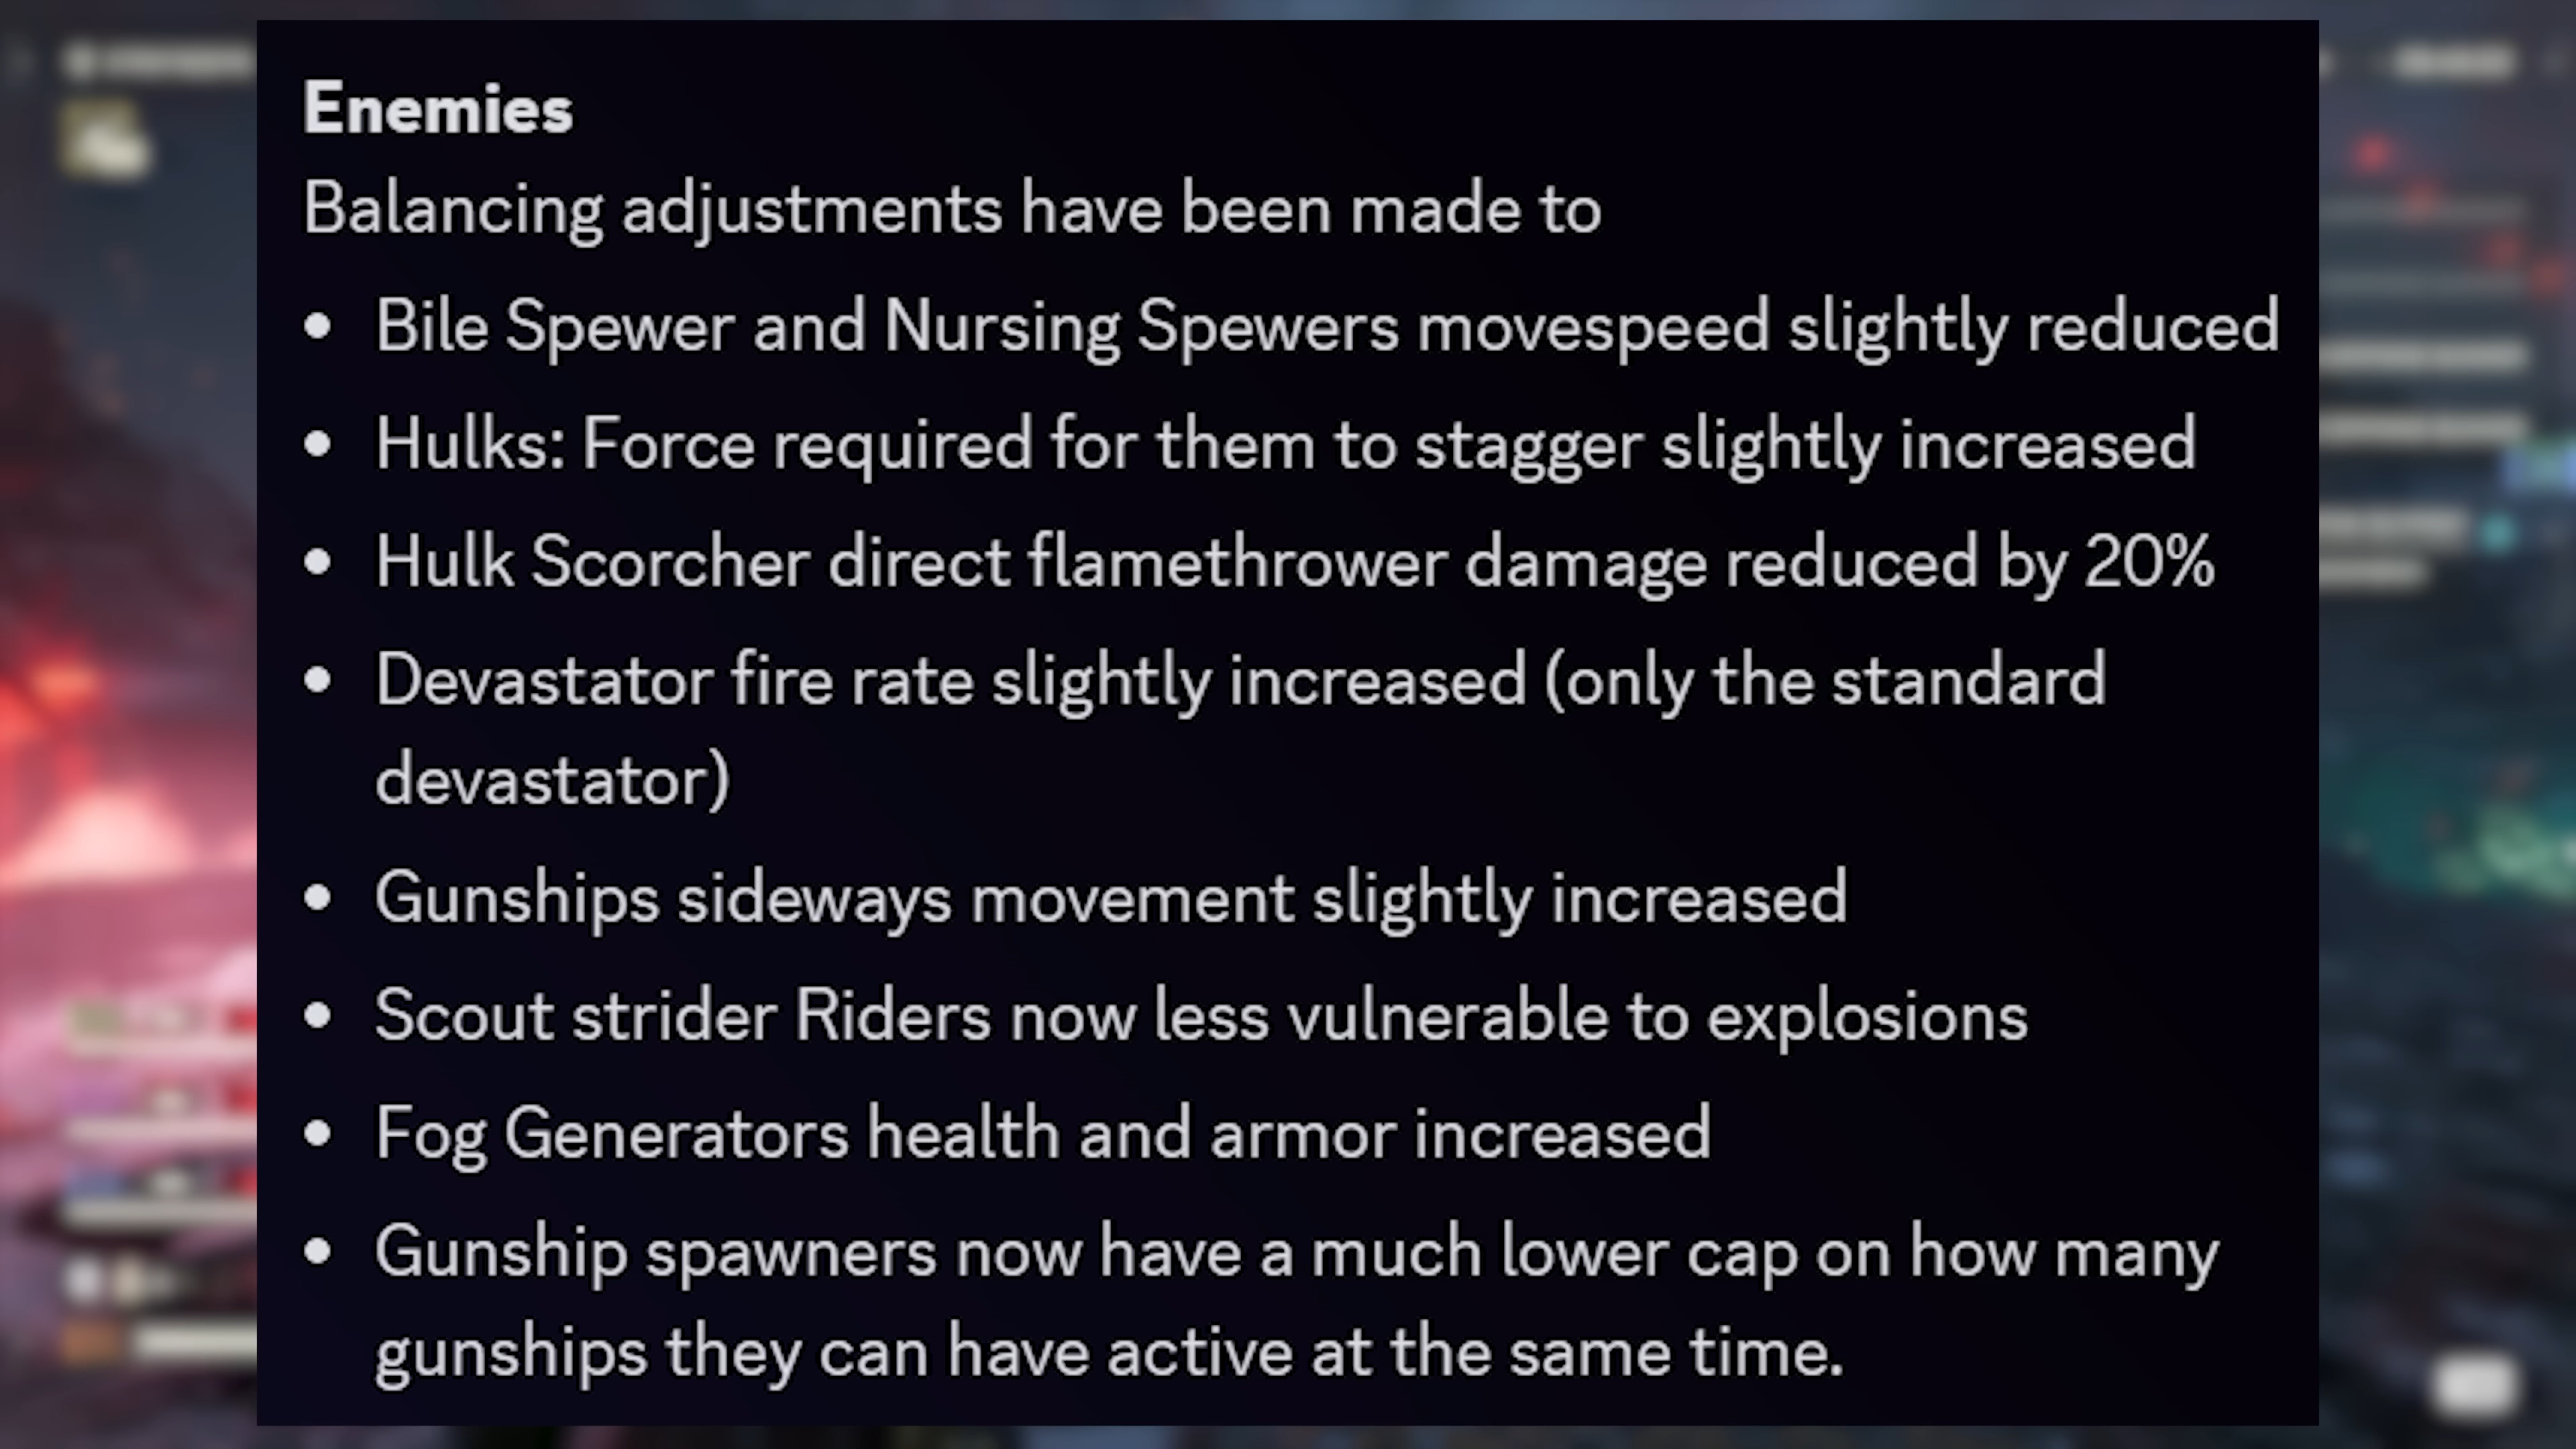 Enemies
Balancing adjustments have been made to
• Bile Spewer and Nursing Spewers movespeed slightly reduced
• Hulks: Force required for them to stagger slightly increased
• Hulk Scorcher direct flamethrower damage reduced by 20%
• Devastator fire rate slightly increased (only the standard
devastator)
• Gunships sideways movement slightly increased
• Scout strider Riders now less vulnerable to explosions
• Fog Generators health and armor increased
• Gunship spawners now have a much lower cap on how many
gunships they can have active at the same time.